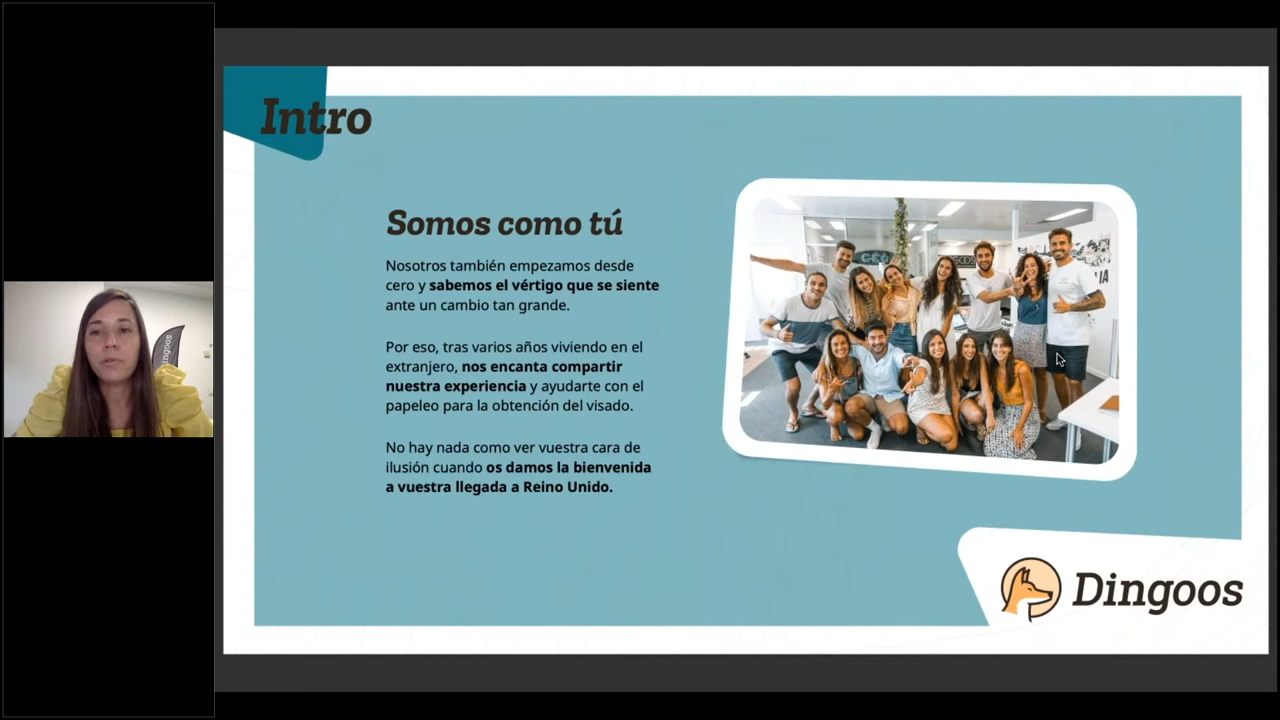 Intro
Somos como tú
Nosotros también empezamos desde
cero y sabemos el vértigo que se siente
ante un cambio tan grande.
Por eso, tras varios años viviendo en el
extranjero, nos encanta compartir
nuestra experiencia y ayudarte con el
papeleo para la obtención del visado.
No hay nada como ver vuestra cara de
ilusión cuando os damos la bienvenida
a vuestra llegada a Reino Unido.
Dingoos
Dingoos